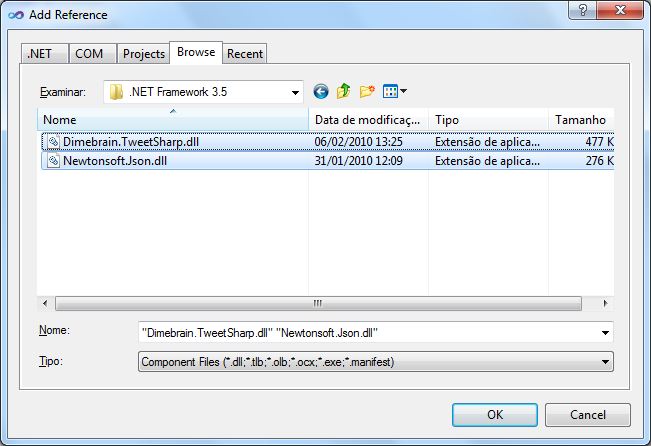 Add Reference
.NET COM Projects Browse Recent
Examinar: .NET Framework 3.5
Nome Data de modificaç... Tipo Tamanho
Dimebrain.TweetSharp.dll 06/02/2010 13:25 Extensão de aplica... 477 K
Newtonsoft.Json.dll 31/01/2010 12:09 Extensão de aplica... 276 K
Nome: "Dimebrain.TweetSharp.dll" "Newtonsoft.Json.dll"
Tipo: Component Files (*.dll;*.tlb;*.olb;*.ocx;*.exe;*.manifest)
OK Cancel